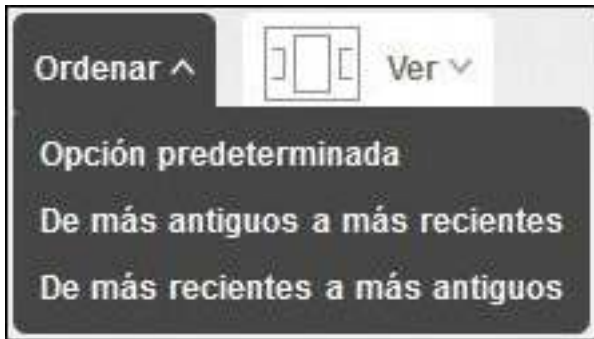 Ordenar Ver
Opción predeterminada
De más antiguos a más recientes
De más recientes a más antiguos